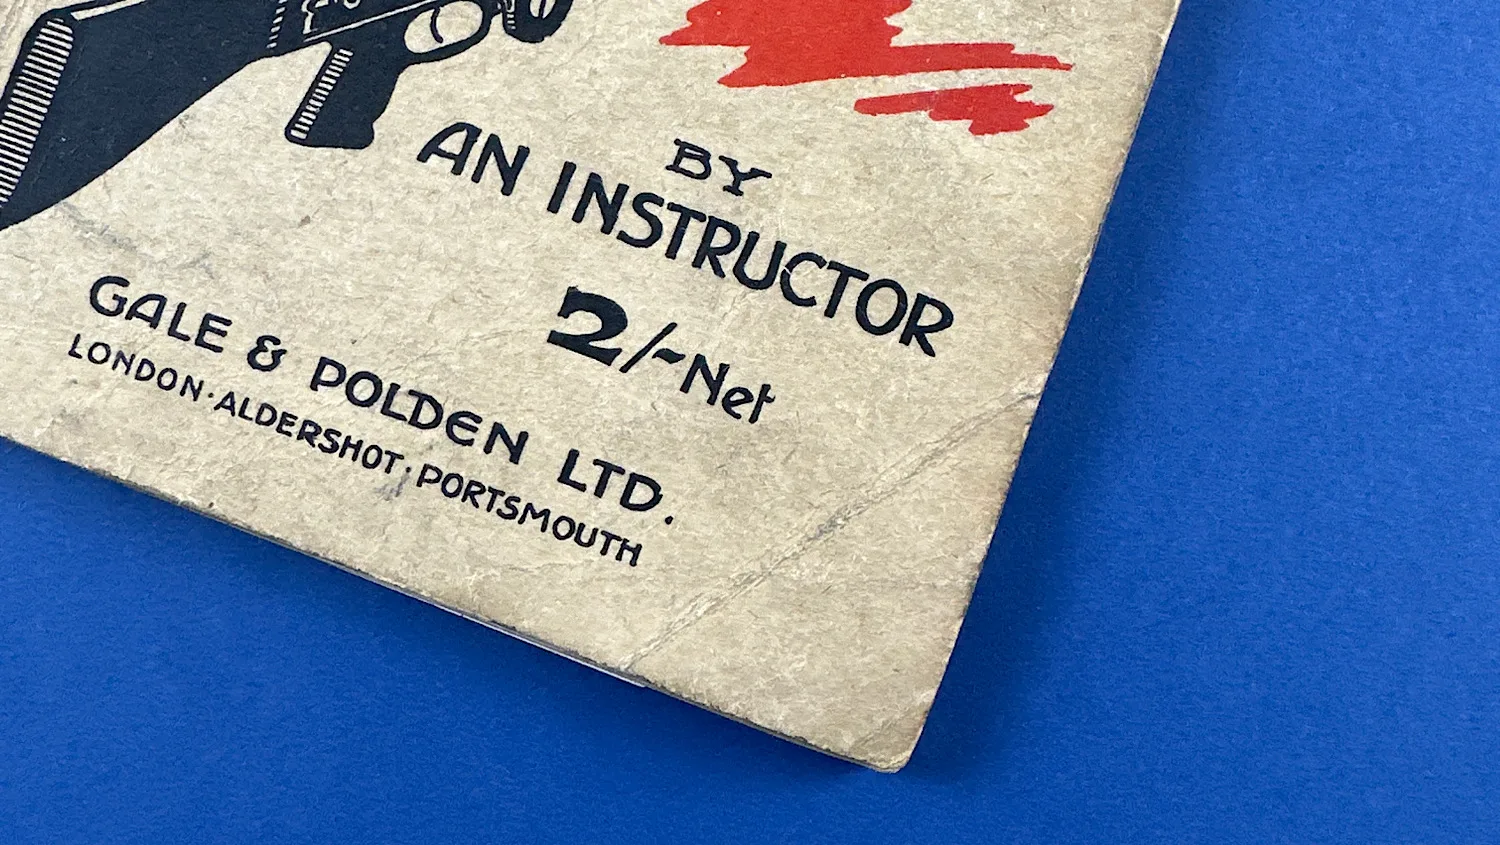 BY
AN INSTRUCTOR
2/-Net
GALE & POLDEN LTD.
LONDON·ALDERSHOT·PORTSMOUTH